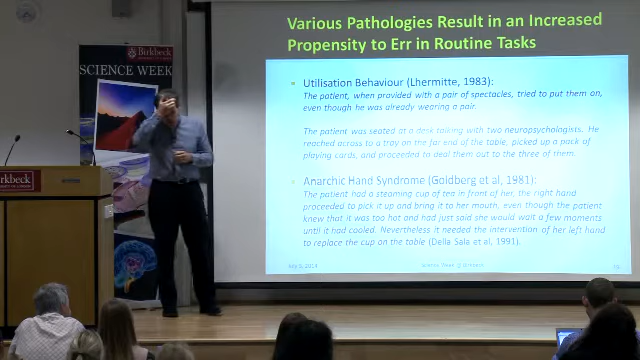 Various Pathologies Result in an Increased
Propensity to Err in Routine Tasks
Birkbeck
SCIENCE WEEK
Utilisation Behaviour (Lhermitte, 1983):
The patient, when provided with a pair of spectacles, tried to put them on,
even though he was already wearing a pair.
The patient was seated at a desk talking with two neuropsychologists. He
reached across to a tray on the far end of the table, picked up a pack of
playing cards, and proceeded to deal them out to the three of them.
Anarchic Hand Syndrome (Goldberg et al, 1981):
The patient had a steaming cup of tea in front of her, the right hand
proceeded to pick it up and bring it to her mouth, even though the patient
knew that it was too hot and had just said she would wait a few moments
until it had cooled. Nevertheless it needed the intervention of her left hand
to replace the cup on the table (Della Sala et al, 1991).
Birkbeck
Science Week @ Birkbeck